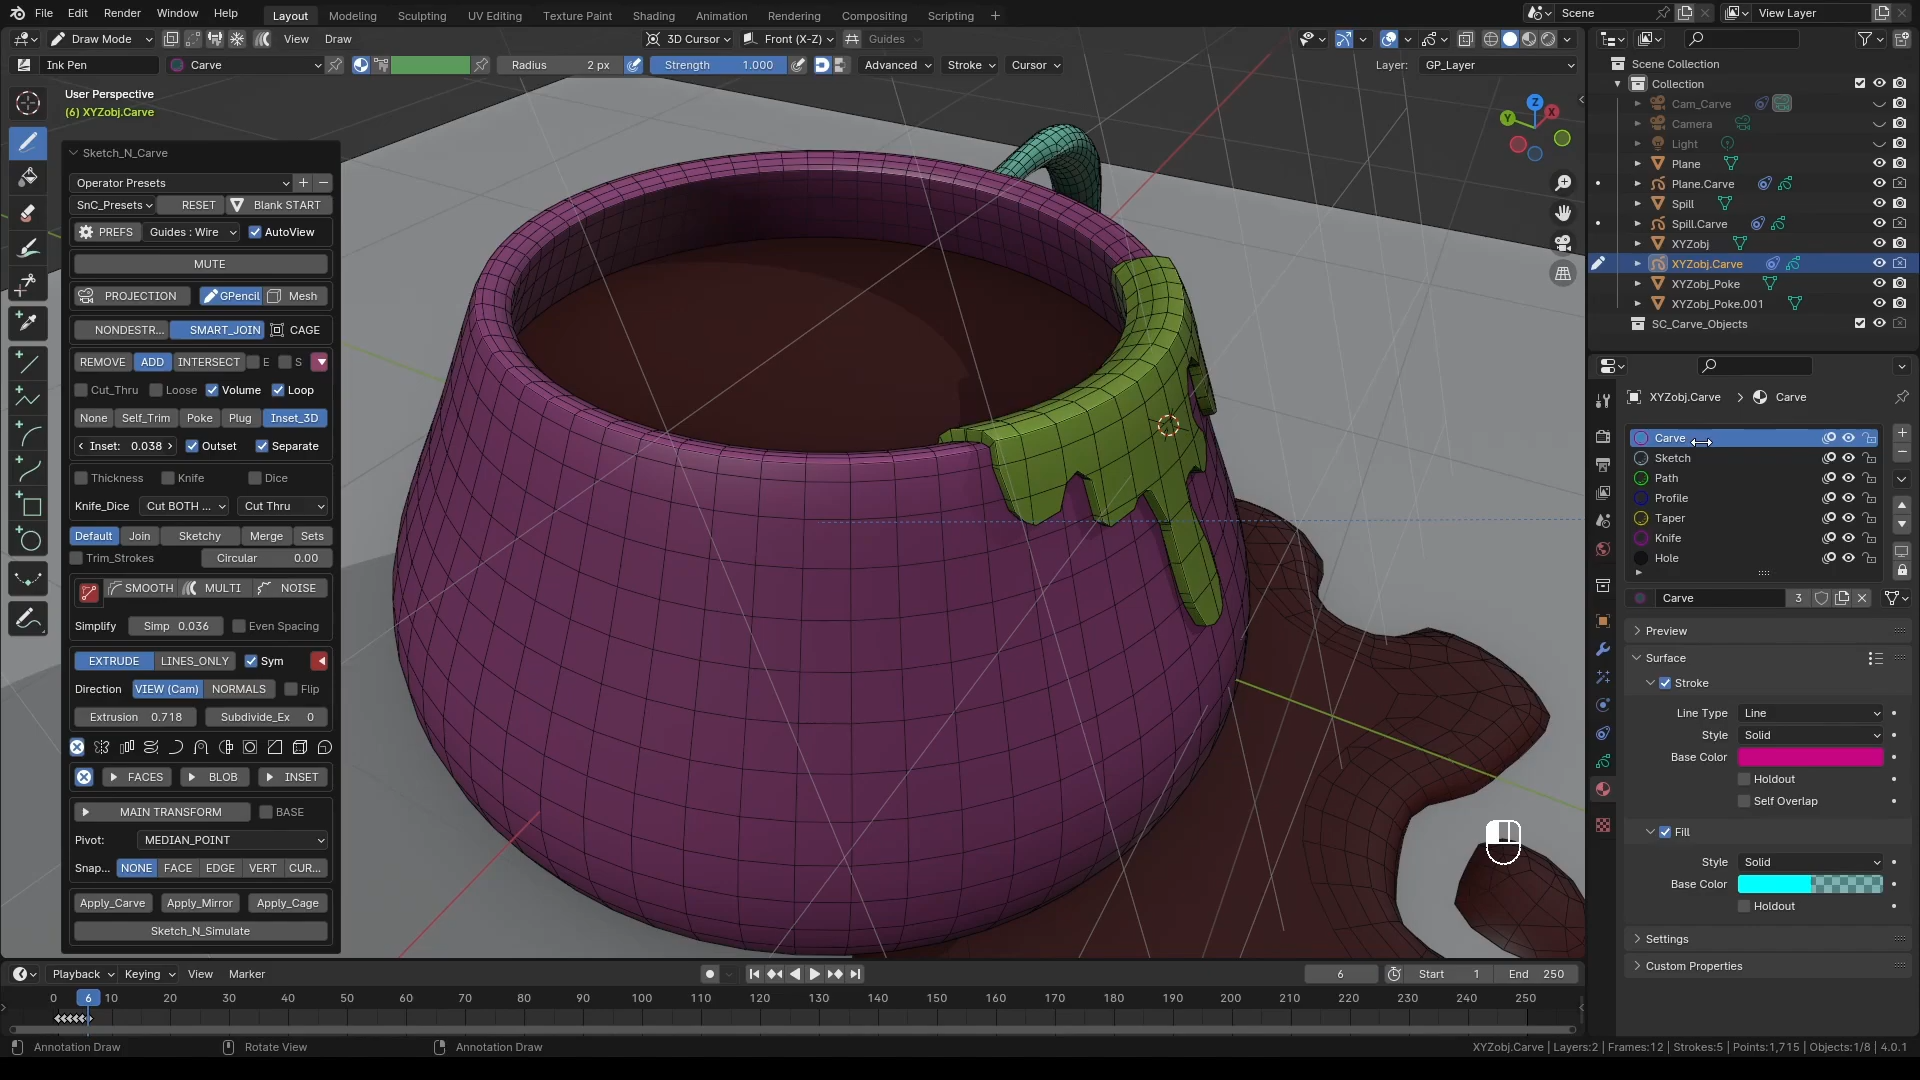 File Edit Render Window Help Layout Modeling Sculpting UV Editing Texture Paint Shading Animation Rendering Compositing Scripting + Scene View Layer
Draw Mode View Draw 3D Cursor Front (X-Z) Guides
Ink Pen Carve Radius 2 px Strength 1.000 Advanced Stroke Cursor Layer: GP_Layer
User Perspective
(6) XYZobj.Carve
Sketch_N_Carve
Operator Presets + −
SnC_Presets RESET Blank START
PREFS Guides : Wire AutoView
MUTE
PROJECTION GPencil Mesh
NONDESTR... SMART_JOIN CAGE
REMOVE ADD INTERSECT E S
Cut_Thru Loose Volume Loop
None Self_Trim Poke Plug Inset_3D
Inset: 0.038 Outset Separate
Thickness Knife Dice
Knife_Dice Cut BOTH ... Cut Thru
Default Join Sketchy Merge Sets
Trim_Strokes Circular 0.00
SMOOTH MULTI NOISE
Simplify Simp 0.036 Even Spacing
EXTRUDE LINES_ONLY Sym
Direction VIEW (Cam) NORMALS Flip
Extrusion 0.718 Subdivide_Ex 0
FACES BLOB INSET
MAIN TRANSFORM BASE
Pivot: MEDIAN_POINT
Snap... NONE FACE EDGE VERT CUR...
Apply_Carve Apply_Mirror Apply_Cage
Sketch_N_Simulate
Z
Y
X
Scene Collection
Collection
Cam_Carve
Camera
Light
Plane
Plane.Carve
Spill
Spill.Carve
XYZobj
XYZobj.Carve
XYZobj_Poke
XYZobj_Poke.001
SC_Carve_Objects
XYZobj.Carve > Carve
Carve
Sketch
Path
Profile
Taper
Knife
Hole
Carve 3
Preview
Surface
Stroke
Line Type Line
Style Solid
Base Color
Holdout
Self Overlap
Fill
Style Solid
Base Color
Holdout
Settings
Custom Properties
Playback Keying View Marker 6 Start 1 End 250
0 6 10 20 30 40 50 60 70 80 90 100 110 120 130 140 150 160 170 180 190 200 210 220 230 240 250
Annotation Draw Rotate View Annotation Draw XYZobj.Carve | Layers:2 | Frames:12 | Strokes:5 | Points:1,715 | Objects:1/8 | 4.0.1